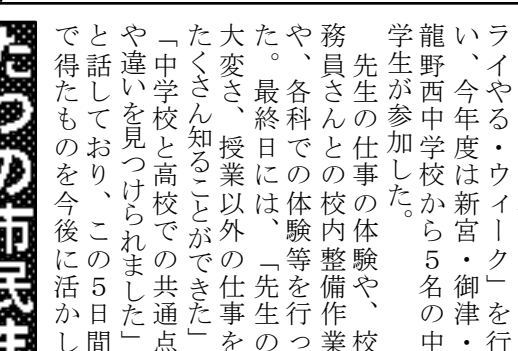 ライやる・ウィーク」を行
い、今年度は新宮・御津・
龍野西中学校から５名の中
学生が参加した。
先生の仕事の体験や、校
務員さんとの校内整備作業
や、各科での体験等を行っ
た。最終日には、「先生の
大変さ、授業以外の仕事を
たくさん知ることができた」
「中学校と高校での共通点
や違いを見つけられました」
と話しており、この５日間
で得たものを今後に活かし
たつの市民ま